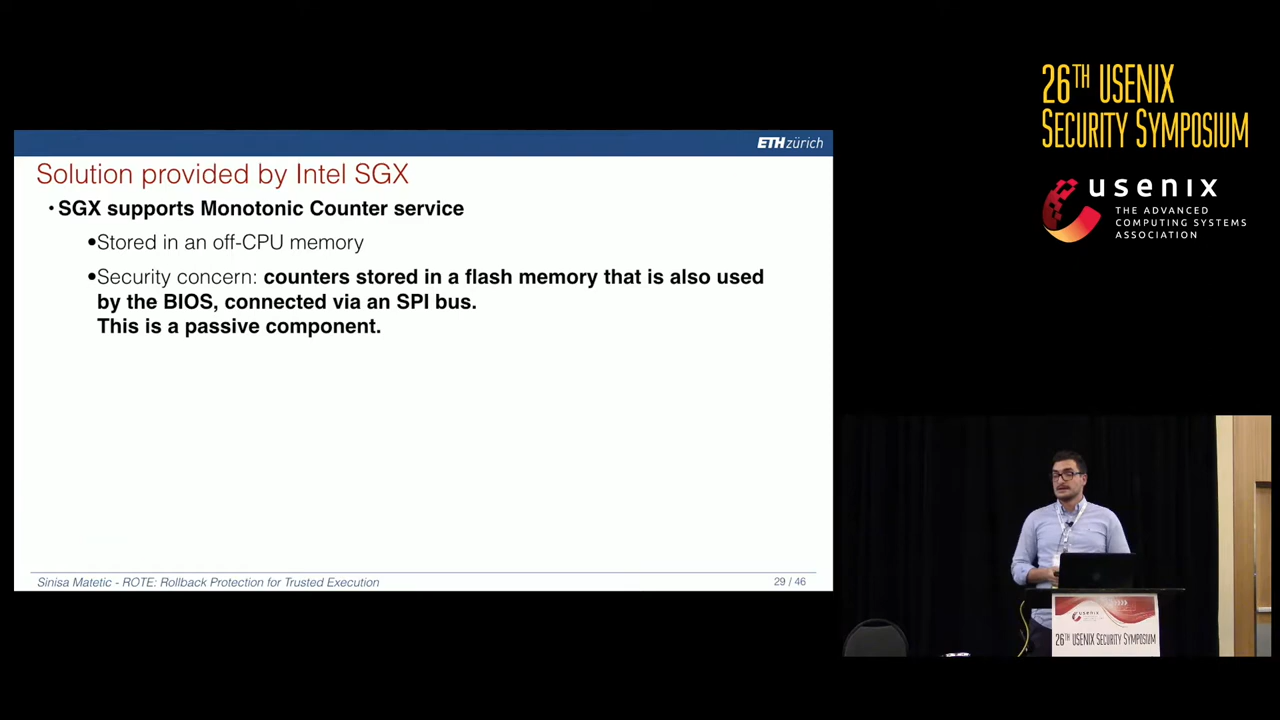 26TH USENIX
SECURITY SYMPOSIUM
usenix
THE ADVANCED
COMPUTING SYSTEMS
ASSOCIATION
ETH zürich
Solution provided by Intel SGX
• SGX supports Monotonic Counter service
•Stored in an off-CPU memory
•Security concern: counters stored in a flash memory that is also used
by the BIOS, connected via an SPI bus.
This is a passive component.
Sinisa Matetic - ROTE: Rollback Protection for Trusted Execution
29 / 46
usenix
26TH USENIX SECURITY SYMPOSIUM